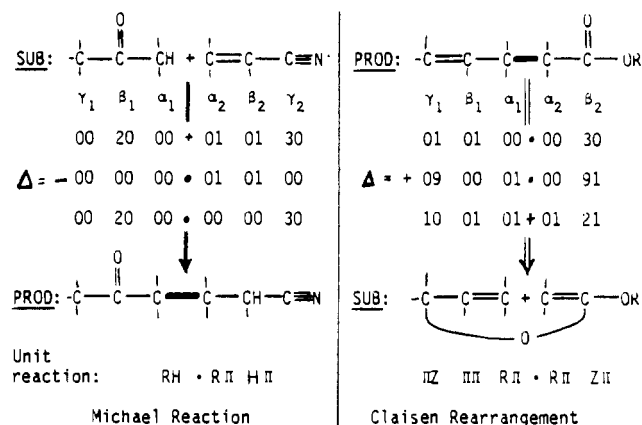 O
SUB: -C-C-CH + C=C-C≡N
γ₁ β₁ α₁ α₂ β₂ γ₂
00 20 00 + 01 01 30
Δ = - 00 00 00 • 01 01 00
00 20 00 • 00 00 30
O
PROD: -C-C-C-C-CH-C≡N
Unit
reaction: RH • RΠ HΠ
Michael Reaction
O
PROD: -C=C-C-C-C-OR
γ₁ β₁ α₁ α₂ β₂
01 01 00 • 00 30
Δ = + 09 00 01 • 00 91
10 01 01 + 01 21
SUB: -C-C=C + C=C-OR
O
ΠZ ΠΠ RΠ • RΠ ZΠ
Claisen Rearrangement